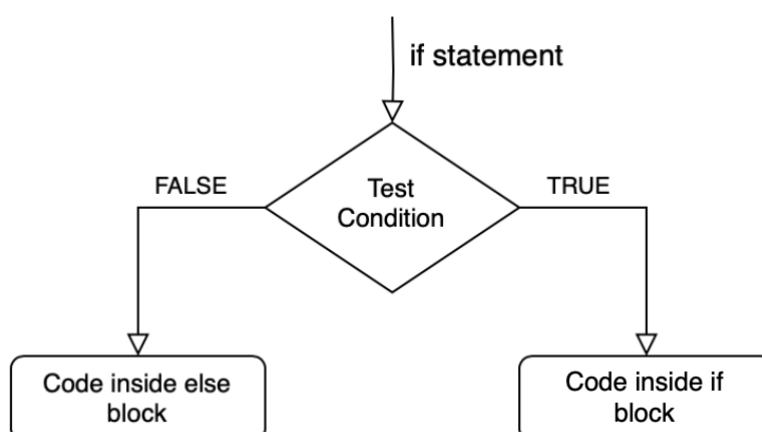 if statement
FALSE
Test
Condition
TRUE
Code inside else
block
Code inside if
block